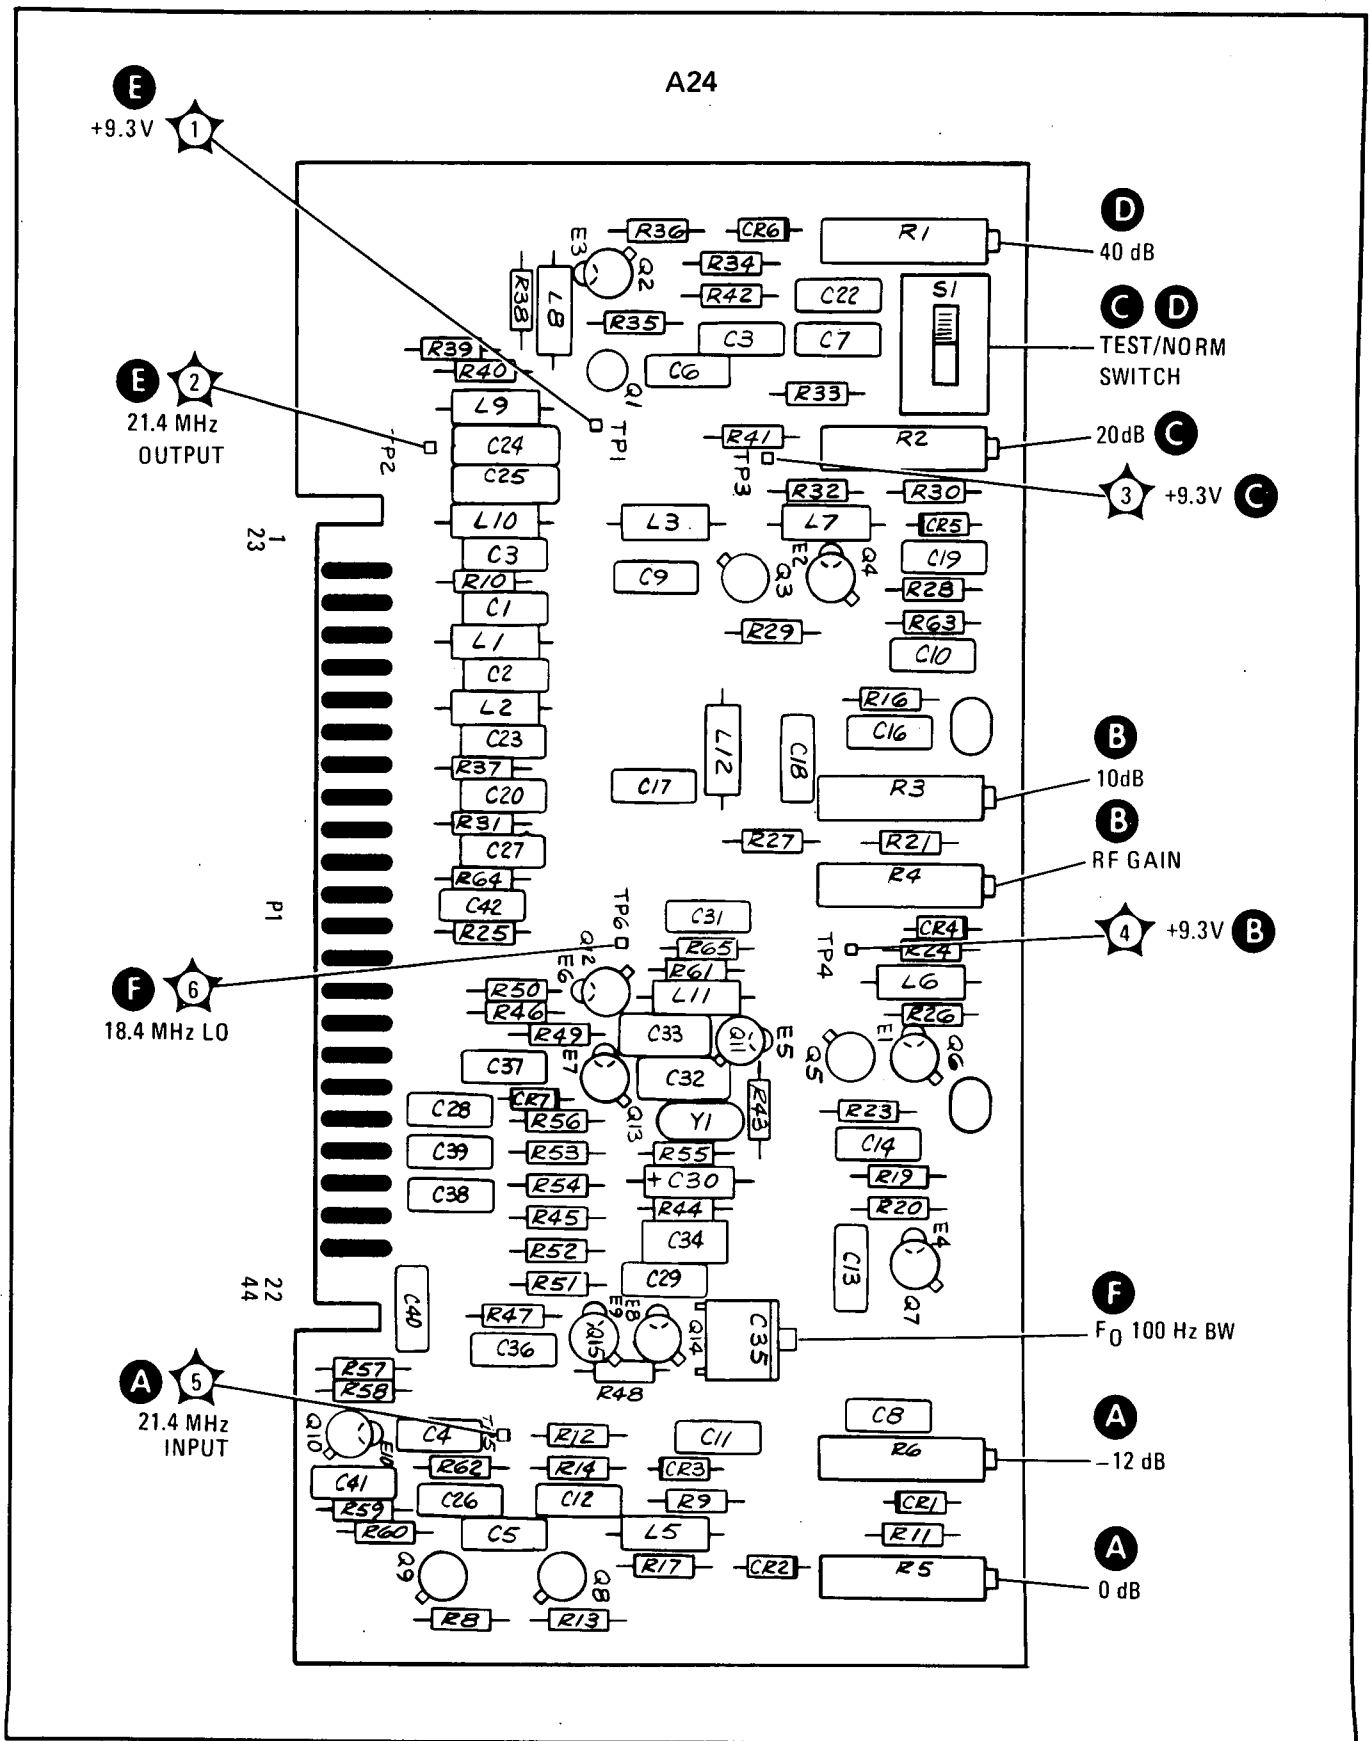 A24
E
+9.3V 1
D
40 dB
C D
TEST/NORM
SWITCH
E 2
21.4 MHz
OUTPUT
20dB C
3 +9.3V C
B
10dB
B
RF GAIN
4 +9.3V B
F 6
18.4 MHz LO
F
F0 100 Hz BW
A 5
21.4 MHz
INPUT
A
–12 dB
A
0 dB
R36 CR6 R1
E3 Q2 R34
R38 L8 R42 C22 S1
R35 C3 C7
R39
R40 Q1 C6
R33
L9
TP1 R41 R2
TP2 C24 TP3
C25 R32 R30
1
23
L10 L3 L7 CR5
C3 E2 Q4 C19
R10 C9 Q3 R28
C1 R63
L1 R29 C10
C2
L2 R16
C23 L12 C18 C16
R37
C20 C17 R3
R31
C27 R27 R21
R64 R4
P1 C42 TP6 C31 CR4
R25 Q12 R65 TP4 R24
E6 R61 L6
R50 L11
R46 R26
R49 C33 Q11 E5 E1 Q6
C37 E7 C32 Q5
CR7 R43
C28 R56 Q13 Y1 R23
C39 R53 R55 C14
C38 R54 +C30 R19
R45 R44 R20
R52 C34 E4
R51 C29 C13 Q7
22
44
C40 R47 E9 E8
C36 Q15 Q14 C35
R57
R58 R48
Q10 E10 C4 TP5 R12 C11 C8
R62 R14 CR3 R6
C41 C26 C12 R9 CR1
R59
R60 C5 L5 R11
Q9 Q8 R17 CR2 R5
R8 R13